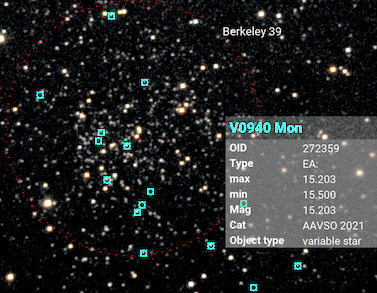 Berkeley 39
V0940 Mon
OID 272359
Type EA:
max 15.203
min 15.500
Mag 15.203
Cat AAVSO 2021
Object type variable star